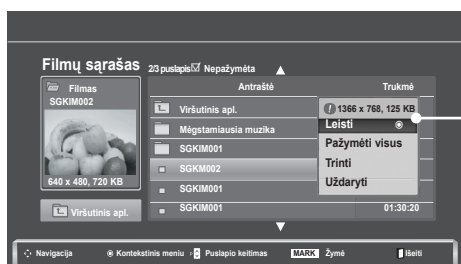 Filmų sąrašas 2/3 puslapis ☑ Nepažymėta
Antraštė Trukmė
Filmas
SGKIM002
640 x 480, 720 KB
Viršutinis apl.
Viršutinis apl.
Mėgstamiausia muzika
SGKIM001
SGKM002
SGKIM001
SGKIM001 01:30:20
1366 x 768, 125 KB
Leisti
Pažymėti visus
Trinti
Uždaryti
Navigacija Kontekstinis meniu Puslapio keitimas MARK Žymė Išeiti